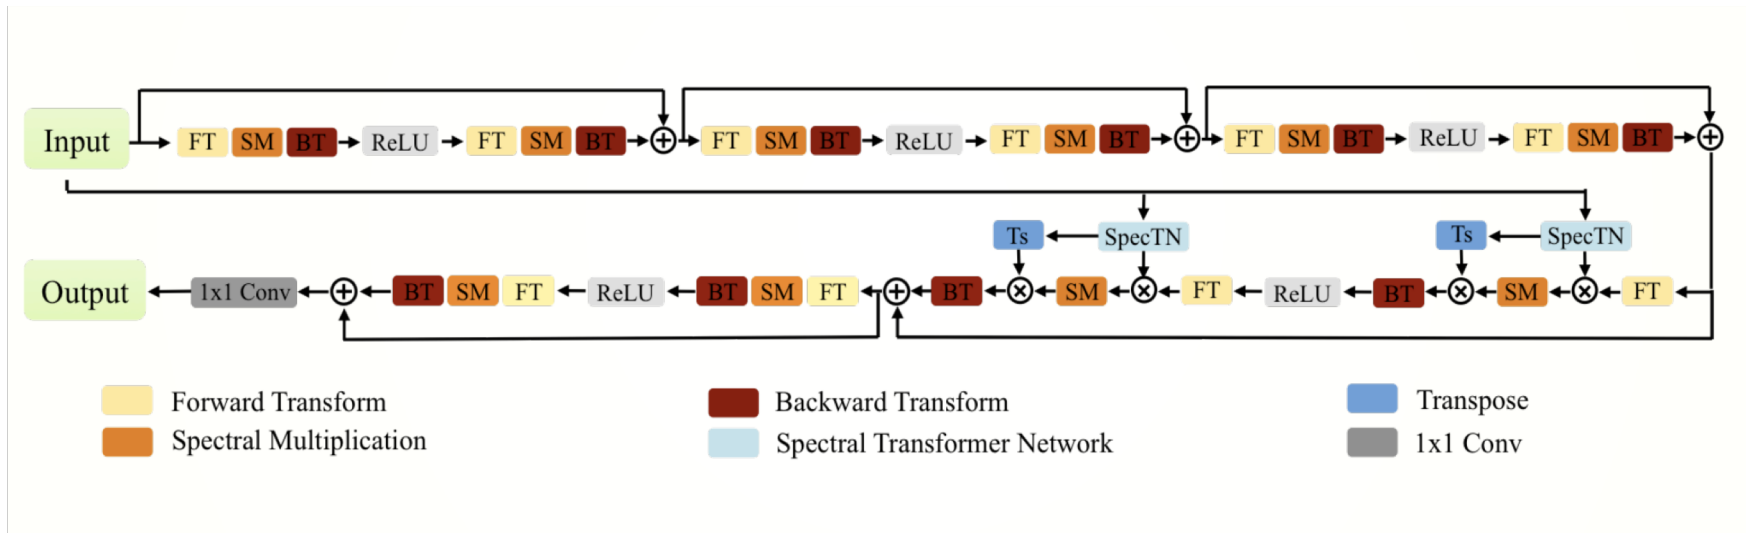 Input FT SM BT ReLU FT SM BT FT SM BT ReLU FT SM BT FT SM BT ReLU FT SM BT
Ts SpecTN Ts SpecTN
Output 1x1 Conv BT SM FT ReLU BT SM FT BT SM FT ReLU BT SM FT
Forward Transform Backward Transform Transpose
Spectral Multiplication Spectral Transformer Network 1x1 Conv